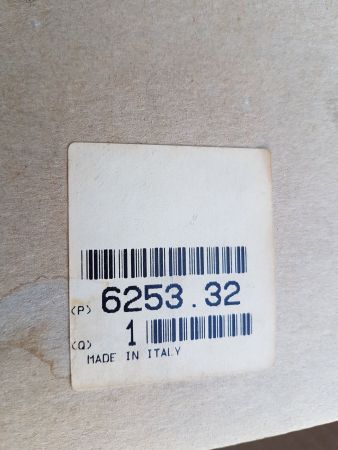 (P) 6253.32
(Q) 1
MADE IN ITALY